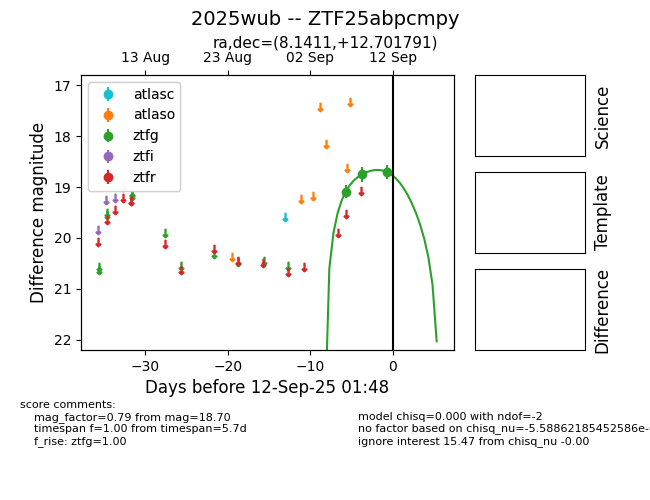 2025wub -- ZTF25abpcmpy
ra,dec=(8.1411,+12.701791)
13 Aug 23 Aug 02 Sep 12 Sep
17
18
19
20
21
22
Difference magnitude
atlasc
atlaso
ztfg
ztfi
ztfr
−30 −20 −10 0
Days before 12-Sep-25 01:48
Science
Template
Difference
score comments:
mag_factor=0.79 from mag=18.70
timespan f=1.00 from timespan=5.7d
f_rise: ztfg=1.00
model chisq=0.000 with ndof=-2
no factor based on chisq_nu=-5.58862185452586e-
ignore interest 15.47 from chisq_nu -0.00